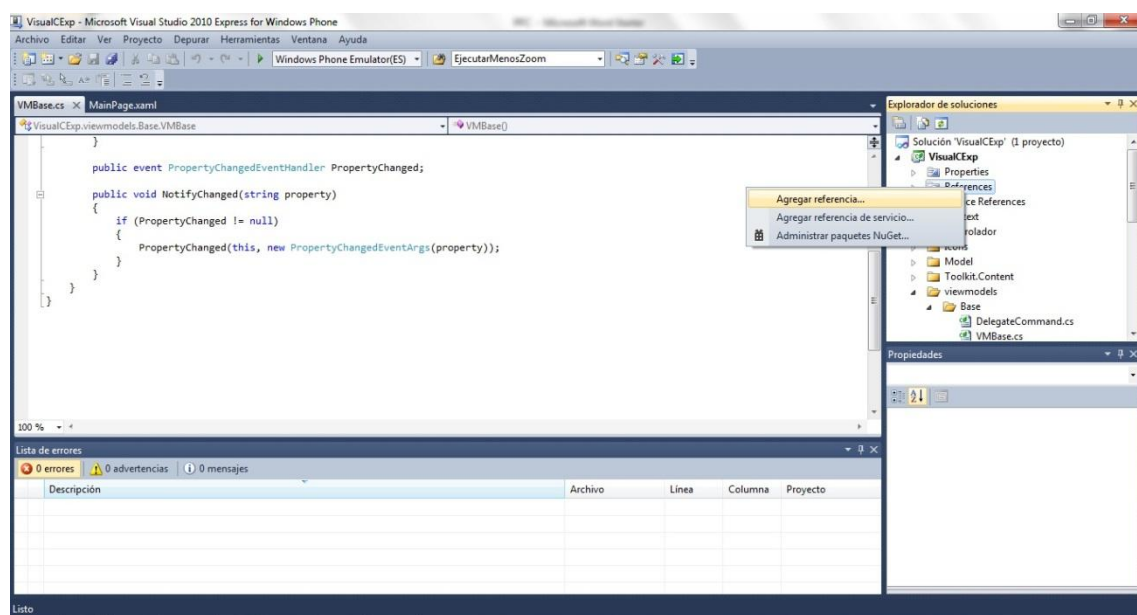 VisualCExp - Microsoft Visual Studio 2010 Express for Windows Phone
Archivo Editar Ver Proyecto Depurar Herramientas Ventana Ayuda
Windows Phone Emulator(ES) EjecutarMenosZoom
VMBase.cs MainPage.xaml
VisualCExp.viewmodels.Base.VMBase VMBase()
}
public event PropertyChangedEventHandler PropertyChanged;
public void NotifyChanged(string property)
{
if (PropertyChanged != null)
{
PropertyChanged(this, new PropertyChangedEventArgs(property));
}
}
}
}
100 %
Agregar referencia...
Agregar referencia de servicio...
Administrar paquetes NuGet...
Explorador de soluciones
Solución 'VisualCExp' (1 proyecto)
VisualCExp
Properties
References
ce References
ext
rolador
Icons
Model
Toolkit.Content
viewmodels
Base
DelegateCommand.cs
VMBase.cs
Propiedades
Lista de errores
0 errores 0 advertencias 0 mensajes
Descripción Archivo Línea Columna Proyecto
Listo